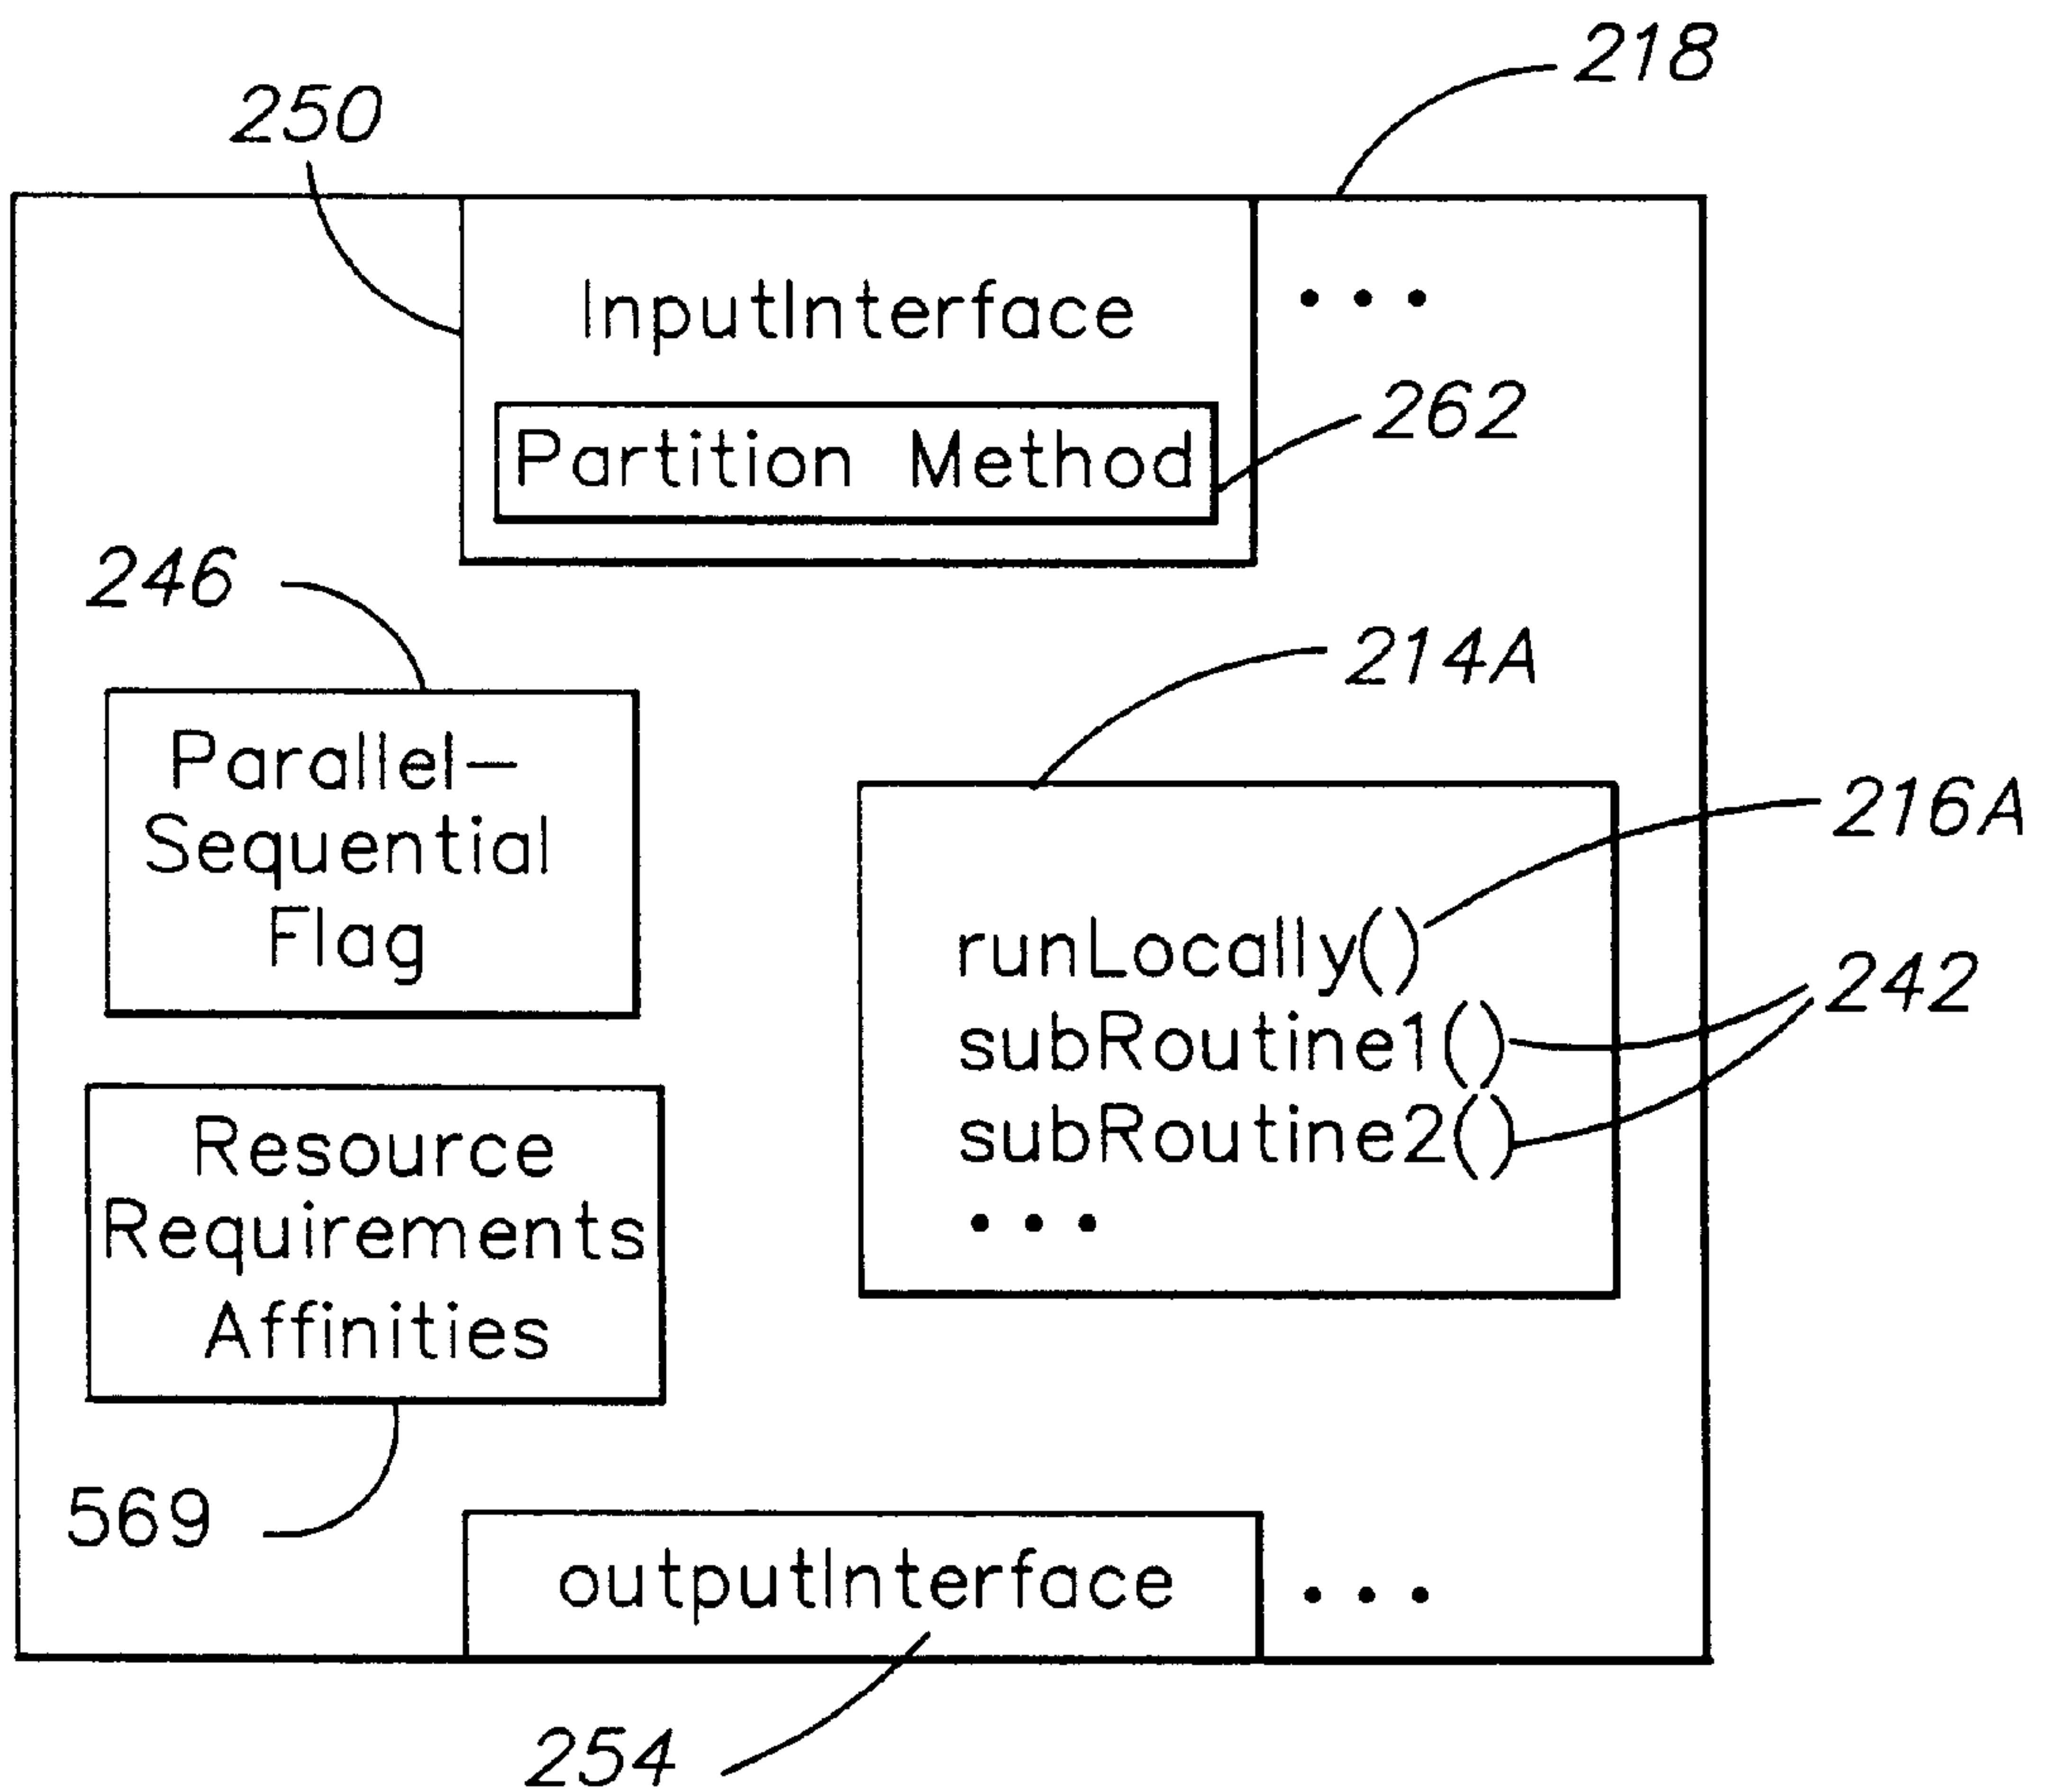 218
250
InputInterface
• • •
262
Partition Method
246
214A
Parallel-
Sequential
Flag
216A
runLocally()
242
subRoutine1()
subRoutine2()
• • •
Resource
Requirements
Affinities
569
outputInterface
• • •
254